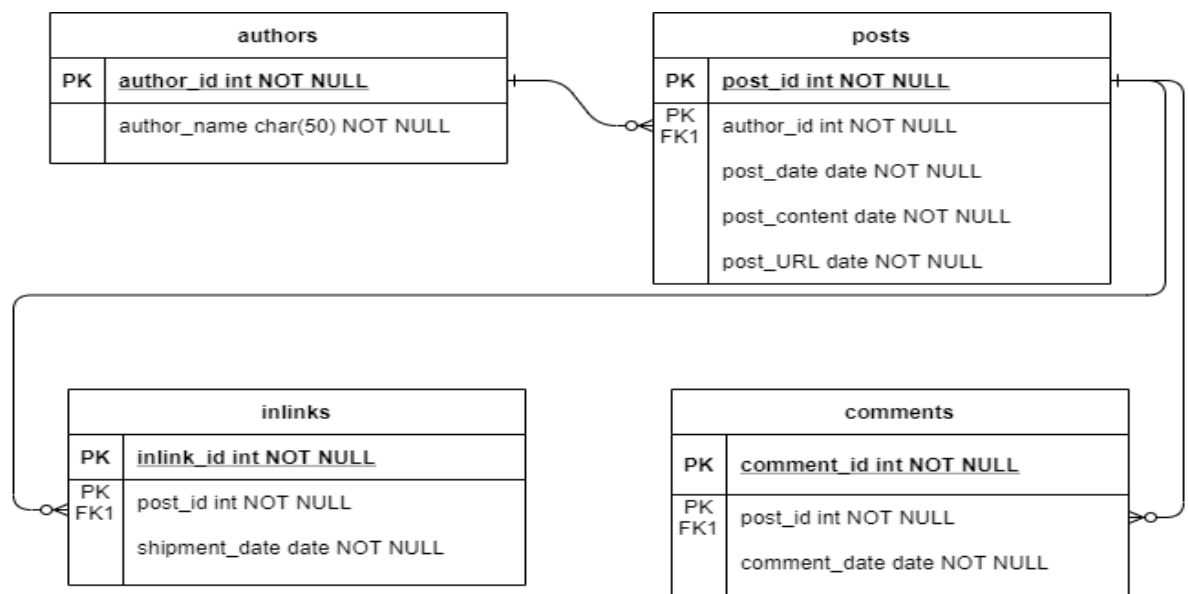 authors
PK author_id int NOT NULL
author_name char(50) NOT NULL
posts
PK post_id int NOT NULL
PK
FK1 author_id int NOT NULL
post_date date NOT NULL
post_content date NOT NULL
post_URL date NOT NULL
inlinks
PK inlink_id int NOT NULL
PK
FK1 post_id int NOT NULL
shipment_date date NOT NULL
comments
PK comment_id int NOT NULL
PK
FK1 post_id int NOT NULL
comment_date date NOT NULL